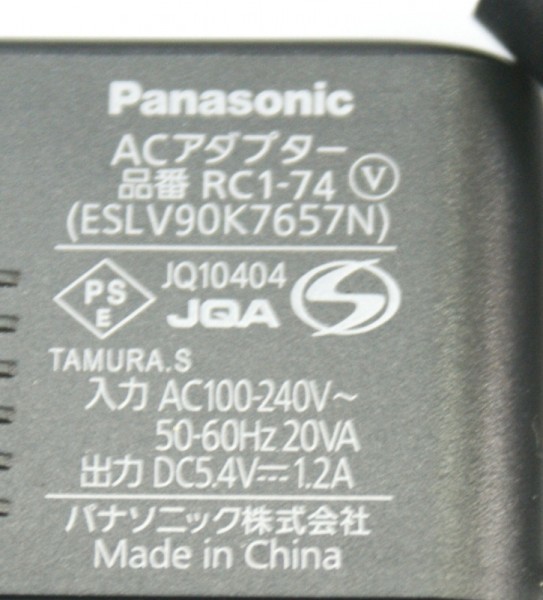 Panasonic
ACアダプター
品番 RC1-74 Ⓥ
(ESLV90K7657N)
PS
E
JQ10404
JQA
S
TAMURA.S
入力 AC100-240V~
50-60Hz 20VA
出力 DC5.4V⎓1.2A
パナソニック株式会社
Made in China